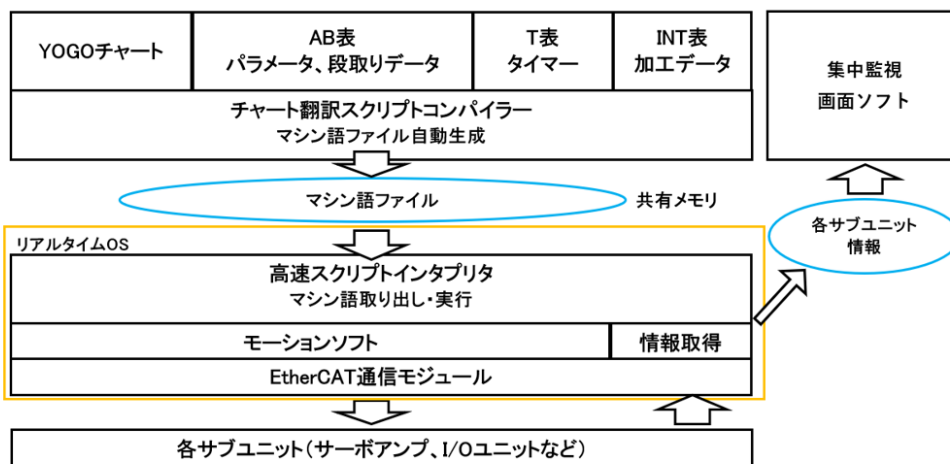 YOGOチャート
AB表
パラメータ、段取りデータ
T表
タイマー
INT表
加工データ
集中監視
画面ソフト
チャート翻訳スクリプトコンパイラー
マシン語ファイル自動生成
マシン語ファイル
共有メモリ
各サブユニット
情報
リアルタイムOS
高速スクリプトインタプリタ
マシン語取り出し・実行
モーションソフト
情報取得
EtherCAT通信モジュール
各サブユニット(サーボアンプ、I/Oユニットなど)